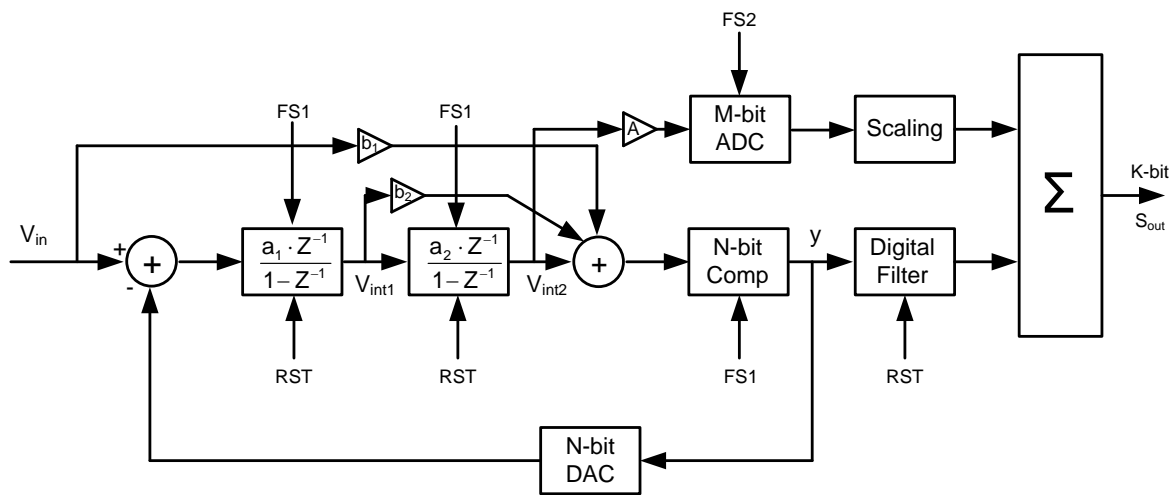 FS2
FS1
FS1
M-bit
ADC
Scaling
A
b₁
b₂
Σ
K-bit
Sout
Vin
+
-
+
a₁ · Z⁻¹
1 – Z⁻¹
Vint1
a₂ · Z⁻¹
1 – Z⁻¹
Vint2
+
N-bit
Comp
y
Digital
Filter
RST
RST
FS1
RST
N-bit
DAC